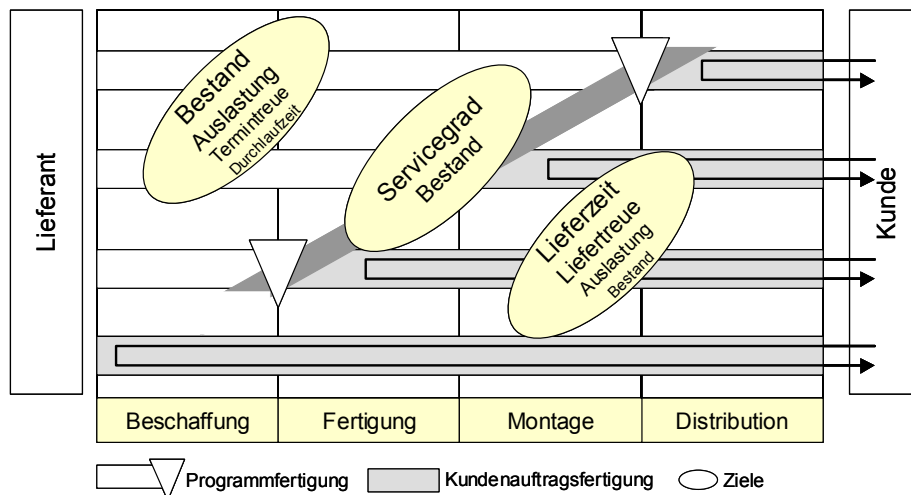 Lieferant
Bestand
Auslastung
Termintreue
Durchlaufzeit
Servicegrad
Bestand
Lieferzeit
Liefertreue
Auslastung
Bestand
Kunde
Beschaffung
Fertigung
Montage
Distribution
Programmfertigung
Kundenauftragsfertigung
Ziele